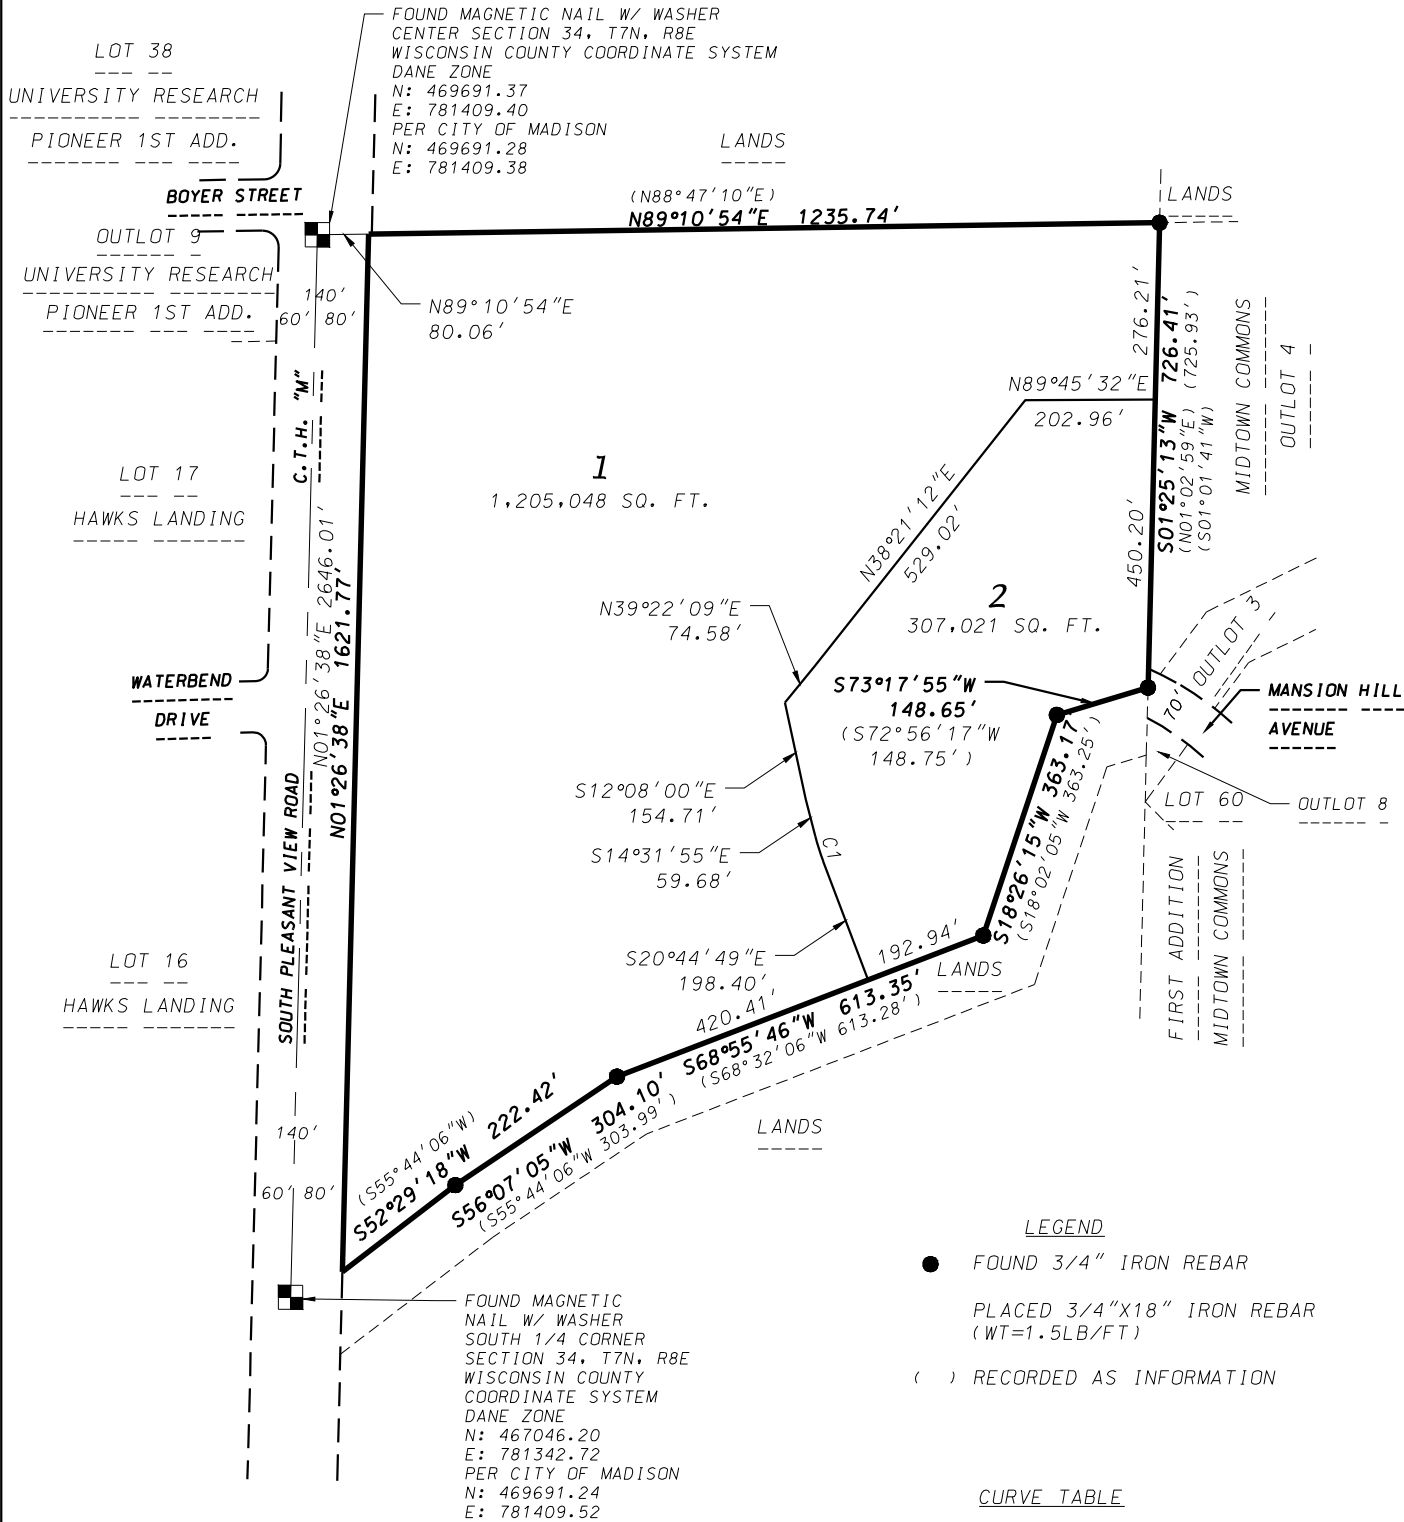 FOUND MAGNETIC NAIL W/ WASHER
CENTER SECTION 34, T7N, R8E
WISCONSIN COUNTY COORDINATE SYSTEM
DANE ZONE
N: 469691.37
E: 781409.40
PER CITY OF MADISON
N: 469691.28
E: 781409.38
LOT 38
UNIVERSITY RESEARCH
PIONEER 1ST ADD.
LANDS
BOYER STREET
(N88°47'10"E)
N89°10'54"E 1235.74'
LANDS
OUTLOT 9
UNIVERSITY RESEARCH
PIONEER 1ST ADD.
140'
60' 80'
N89°10'54"E
80.06'
276.21'
S01°25'13"W 726.41'
(N01°02'59"E) (725.93')
(S01°01'41"W)
MIDTOWN COMMONS
OUTLOT 4
C.T.H. "M"
N89°45'32"E
202.96'
1
1,205,048 SQ. FT.
LOT 17
HAWKS LANDING
N01°26'38"E 2646.01'
N01°26'38"E 1621.77'
N38°21'12"E
529.02'
450.20'
2
307,021 SQ. FT.
N39°22'09"E
74.58'
OUTLOT 3
70'
WATERBEND
DRIVE
S73°17'55"W
148.65'
(S72°56'17"W
148.75')
MANSION HILL
AVENUE
S12°08'00"E
154.71'
S18°26'15"W 363.17'
(S18°02'05"W 363.25')
LOT 60
OUTLOT 8
S14°31'55"E
59.68'
C1
SOUTH PLEASANT VIEW ROAD
FIRST ADDITION
MIDTOWN COMMONS
LOT 16
HAWKS LANDING
S20°44'49"E
198.40'
192.94'
LANDS
420.41'
S68°55'46"W 613.35'
(S68°32'06"W 613.28')
140'
60' 80'
(S55°44'06"W)
S52°29'18"W 222.42'
S56°07'05"W 304.10'
(S55°44'06"W 303.99')
LANDS
LEGEND
FOUND 3/4" IRON REBAR
PLACED 3/4"X18" IRON REBAR
(WT=1.5LB/FT)
( ) RECORDED AS INFORMATION
FOUND MAGNETIC
NAIL W/ WASHER
SOUTH 1/4 CORNER
SECTION 34, T7N, R8E
WISCONSIN COUNTY
COORDINATE SYSTEM
DANE ZONE
N: 467046.20
E: 781342.72
PER CITY OF MADISON
N: 469691.24
E: 781409.52
CURVE TABLE